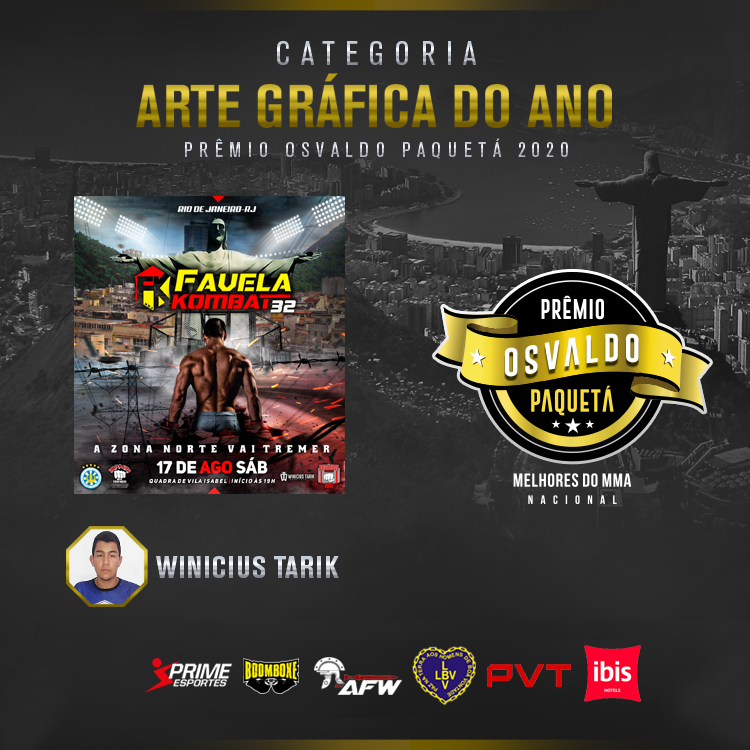 CATEGORIA
ARTE GRÁFICA DO ANO
PRÊMIO OSVALDO PAQUETÁ 2020
RIO DE JANEIRO-RJ
FK FAVELA
KOMBAT 32
A ZONA NORTE VAI TREMER
17 DE AGO SÁB
QUADRA DE VILA ISABEL | INÍCIO ÀS 19H
WINICIUS TARIK
PRÊMIO
OSVALDO
PAQUETÁ
MELHORES DO MMA
NACIONAL
WINICIUS TARIK
PRIME
ESPORTES
BOOMBOXE
AFW
LBV
PVT
ibis
HOTELS